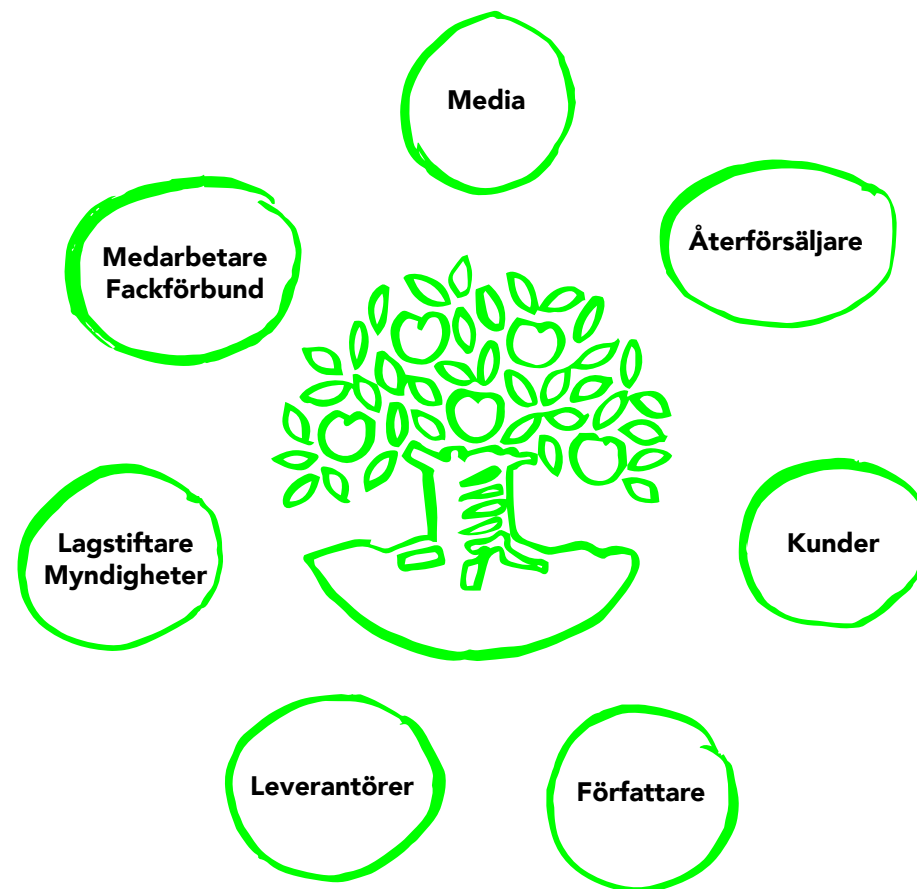 Media
Återförsäljare
Medarbetare
Fackförbund
Kunder
Lagstiftare
Myndigheter
Leverantörer
Författare